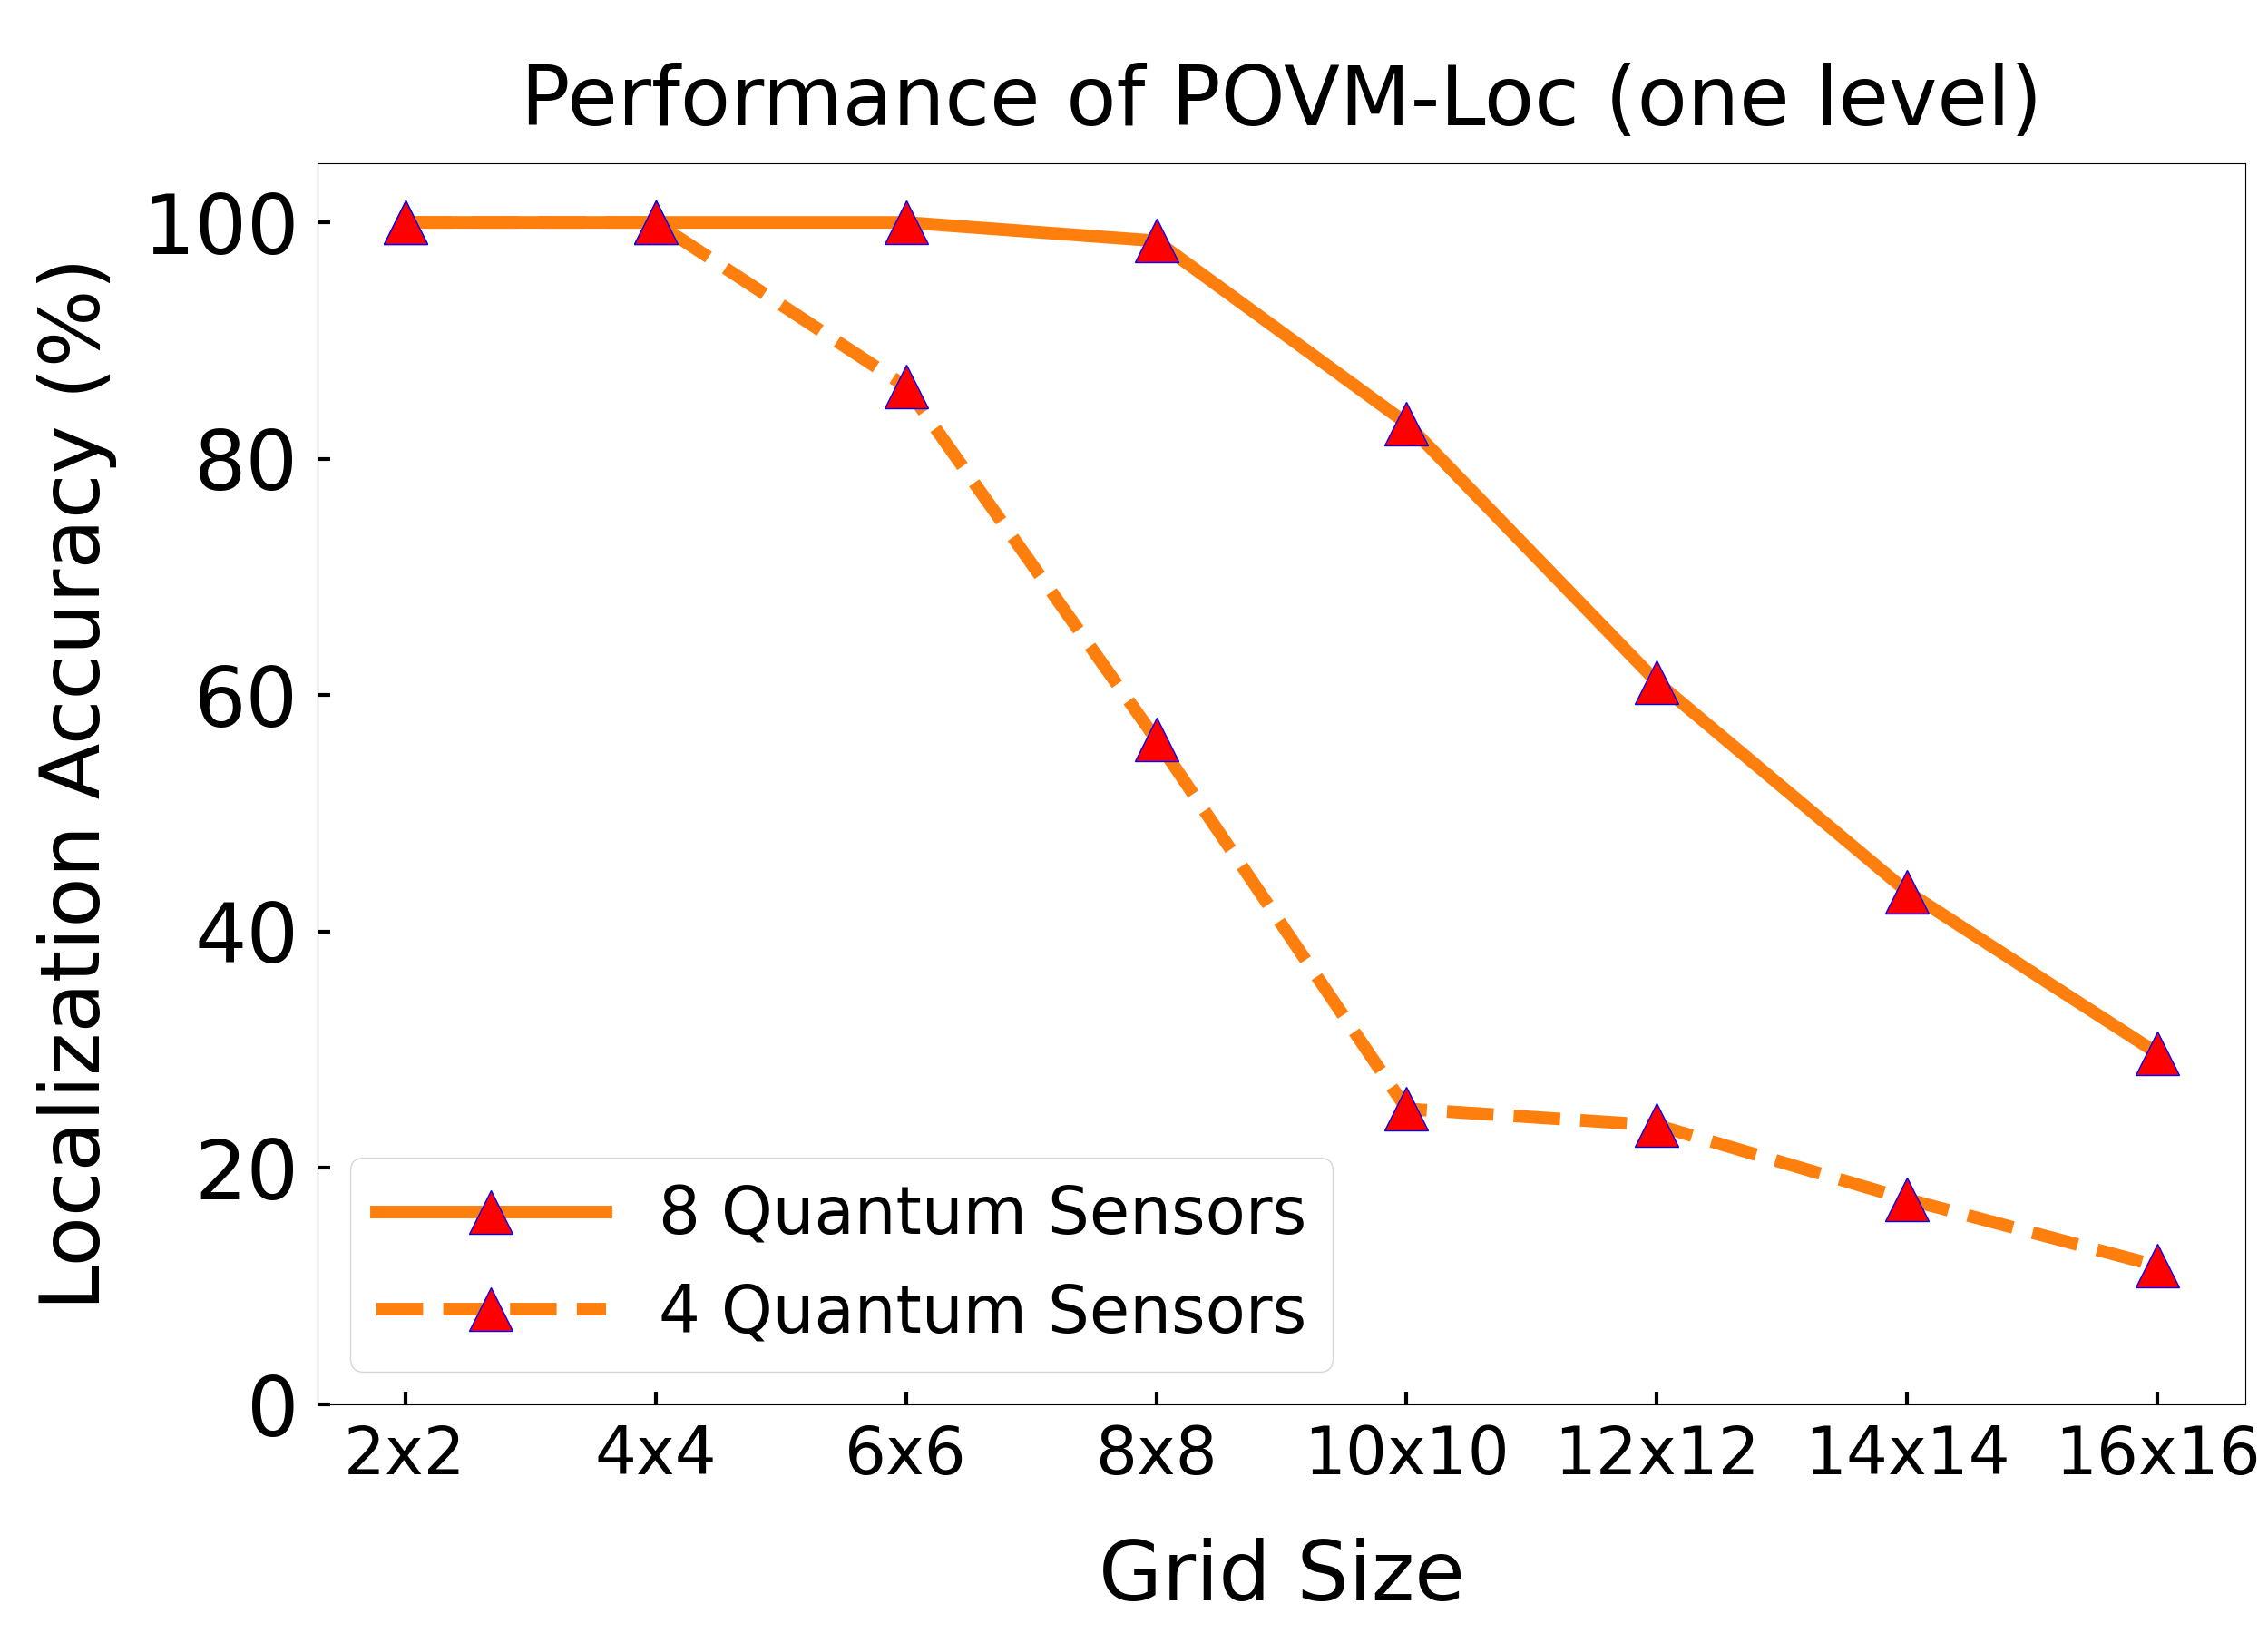 Performance of POVM-Loc (one level)
Localization Accuracy (%)
100
80
60
40
20
0
8 Quantum Sensors
4 Quantum Sensors
2x2 4x4 6x6 8x8 10x10 12x12 14x14 16x16
Grid Size